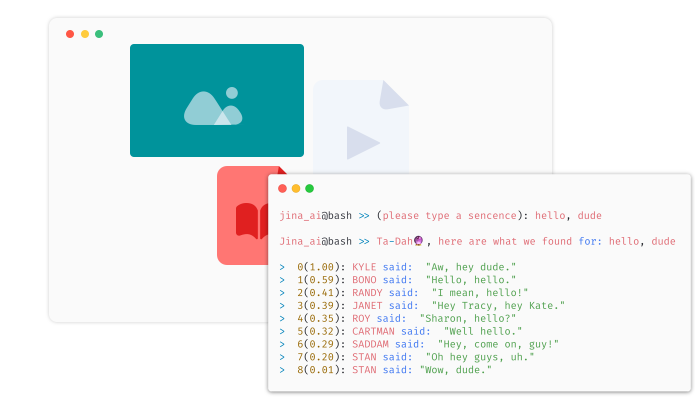 jina_ai@bash >> (please type a sencence): hello, dude
Jina_ai@bash >> Ta-Dah🔮, here are what we found for: hello, dude
> 0(1.00): KYLE said: "Aw, hey dude."
> 1(0.59): BONO said: "Hello, hello."
> 2(0.41): RANDY said: "I mean, hello!"
> 3(0.39): JANET said: "Hey Tracy, hey Kate."
> 4(0.35): ROY said: "Sharon, hello?"
> 5(0.32): CARTMAN said: "Well hello."
> 6(0.29): SADDAM said: "Hey, come on, guy!"
> 7(0.20): STAN said: "Oh hey guys, uh."
> 8(0.01): STAN said: "Wow, dude."